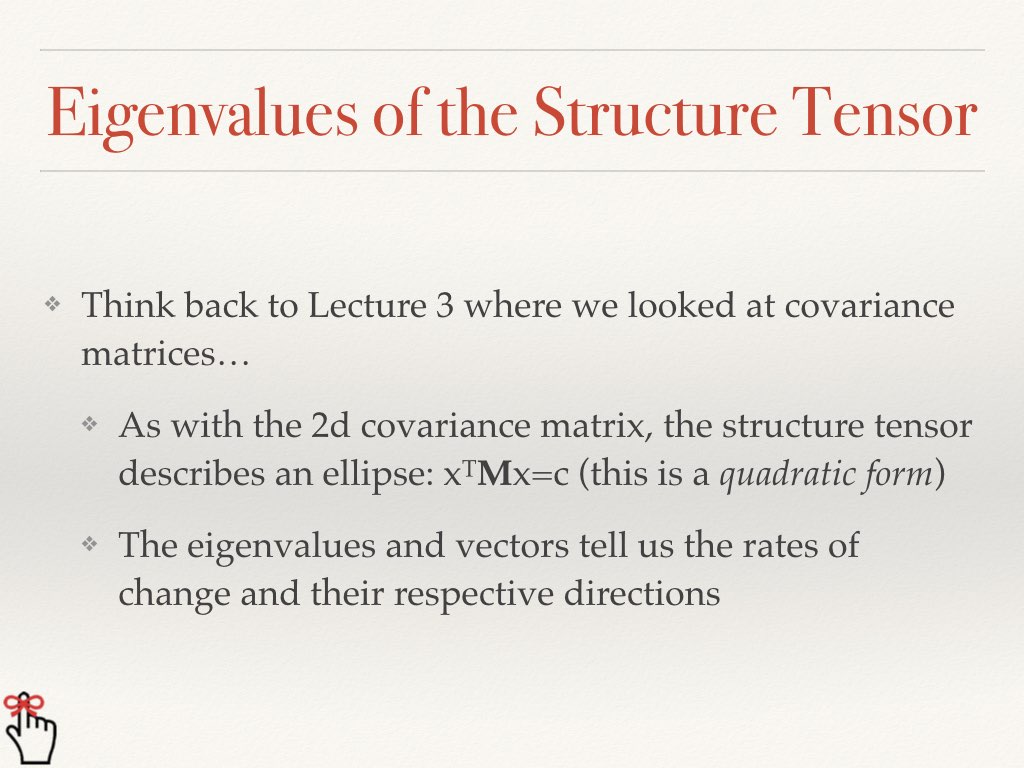 Eigenvalues of the Structure Tensor
❖ Think back to Lecture 3 where we looked at covariance
matrices…
❖ As with the 2d covariance matrix, the structure tensor
describes an ellipse: xᵀMx=c (this is a quadratic form)
❖ The eigenvalues and vectors tell us the rates of
change and their respective directions